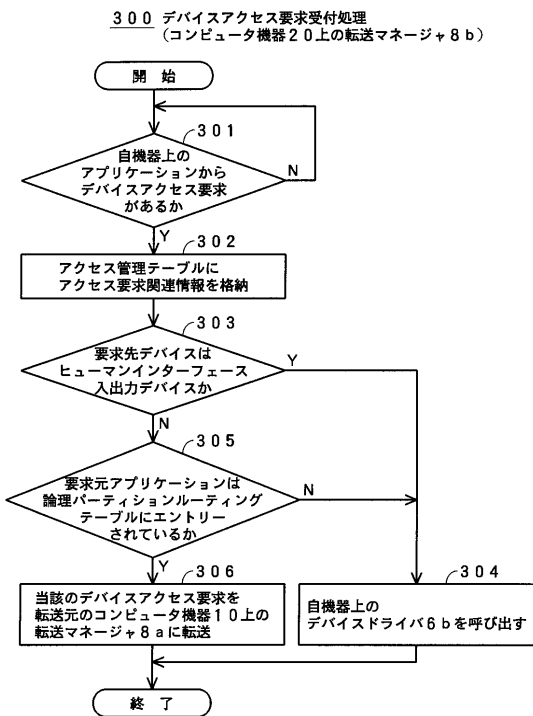 300 デバイスアクセス要求受付処理
(コンピュータ機器20上の転送マネージャ8b)
開 始
301
自機器上の
アプリケーションから
デバイスアクセス要求
があるか
N
Y
302
アクセス管理テーブルに
アクセス要求関連情報を格納
303
要求先デバイスは
ヒューマンインターフェース
入出力デバイスか
Y
N
305
要求元アプリケーションは
論理パーティションルーティング
テーブルにエントリー
されているか
N
Y
306
当該のデバイスアクセス要求を
転送元のコンピュータ機器10上の
転送マネージャ8aに転送
304
自機器上の
デバイスドライバ6bを呼び出す
終 了